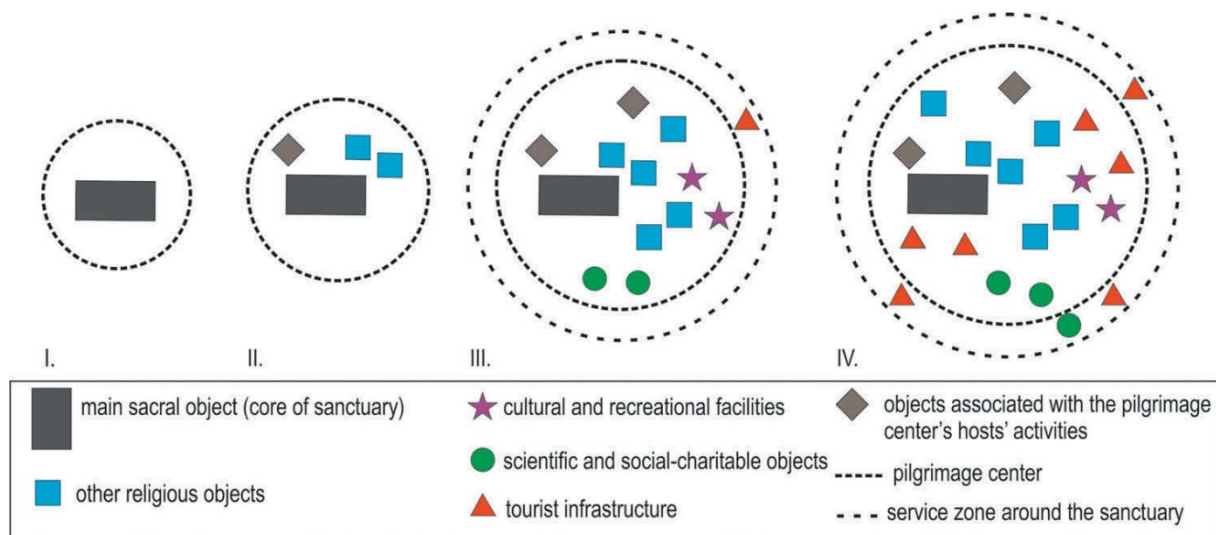 I.
II.
III.
IV.
main sacral object (core of sanctuary)
other religious objects
cultural and recreational facilities
scientific and social-charitable objects
tourist infrastructure
objects associated with the pilgrimage
center's hosts' activities
pilgrimage center
service zone around the sanctuary